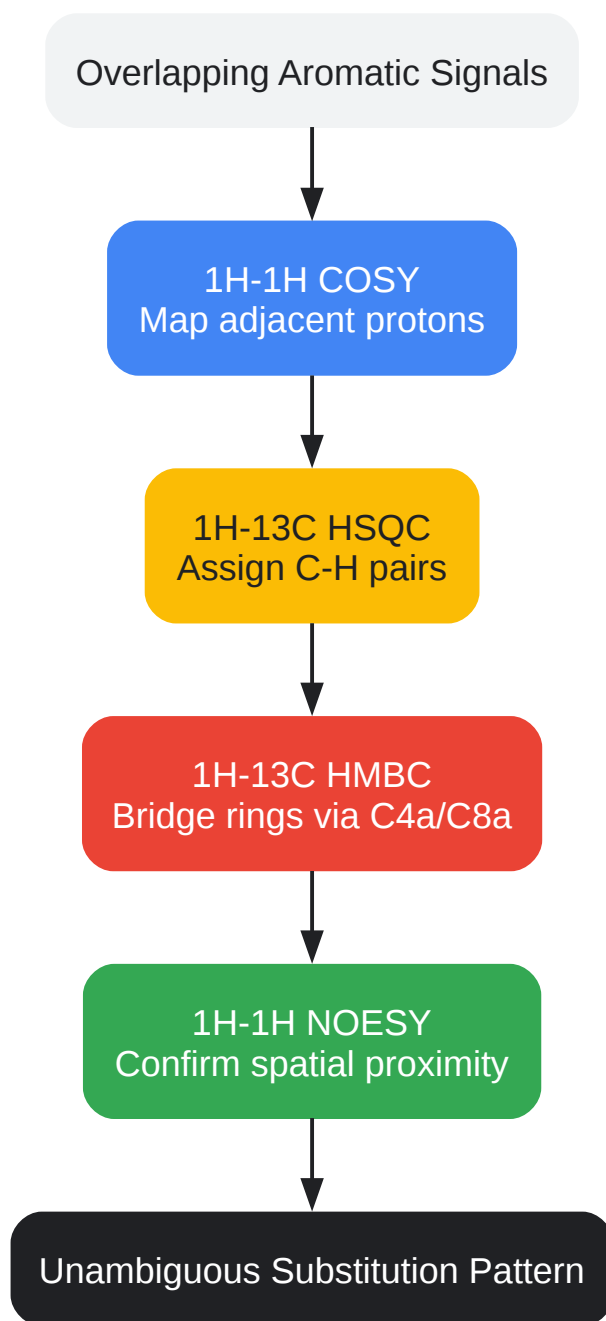 Overlapping Aromatic Signals
1H-1H COSY
Map adjacent protons
1H-13C HSQC
Assign C-H pairs
1H-13C HMBC
Bridge rings via C4a/C8a
1H-1H NOESY
Confirm spatial proximity
Unambiguous Substitution Pattern